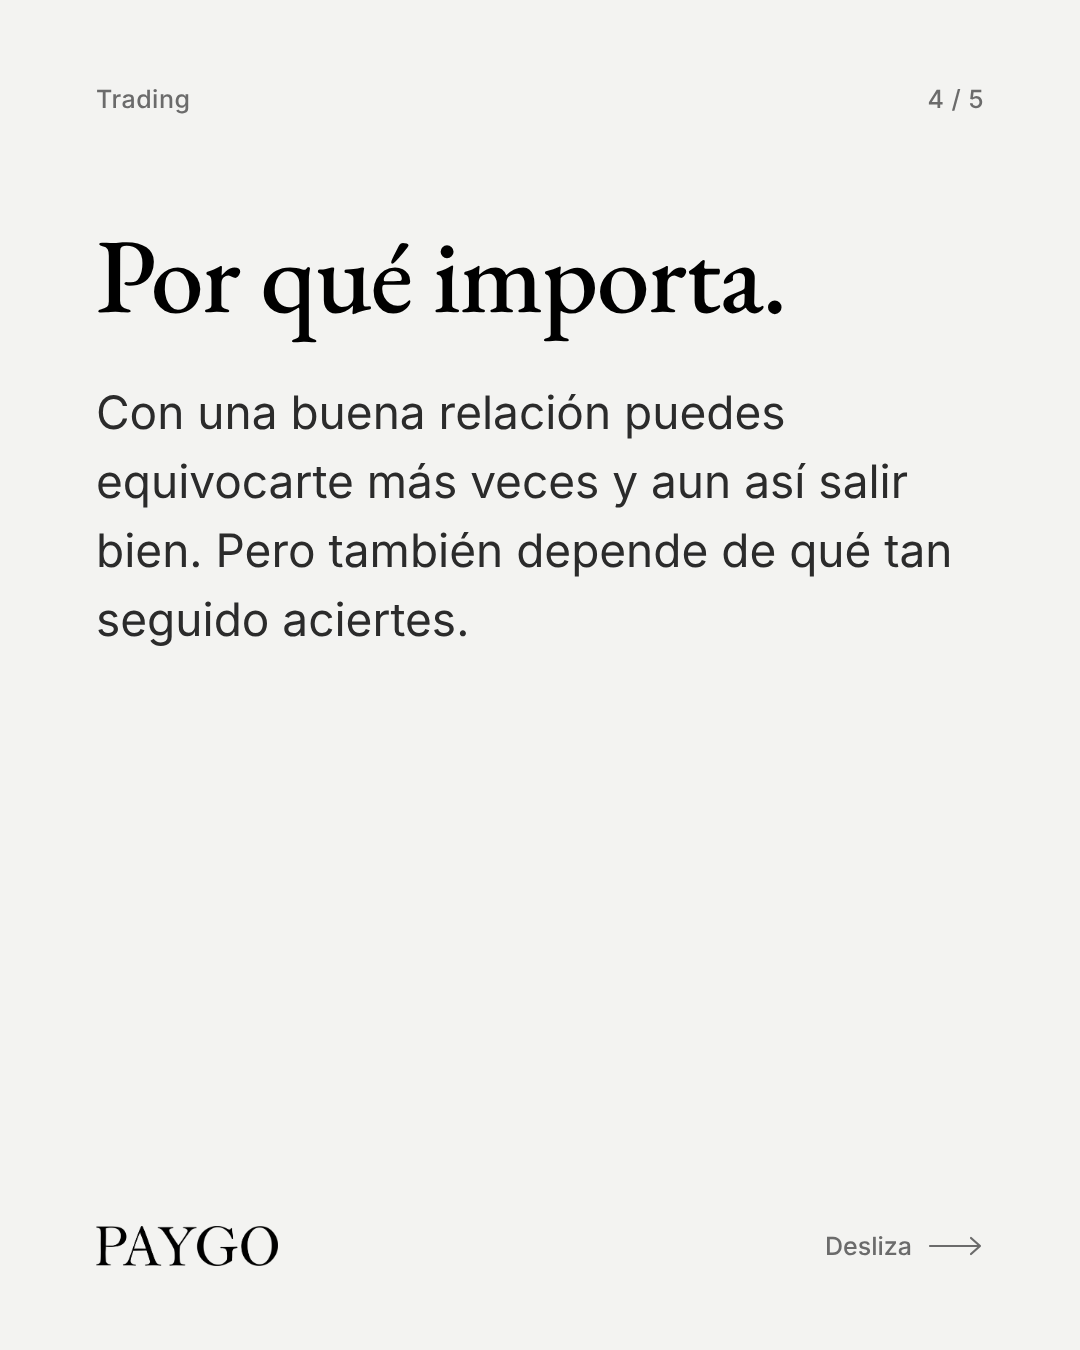 Trading
4 / 5
Por qué importa.
Con una buena relación puedes
equivocarte más veces y aun así salir
bien. Pero también depende de qué tan
seguido aciertes.
PAYGO
Desliza